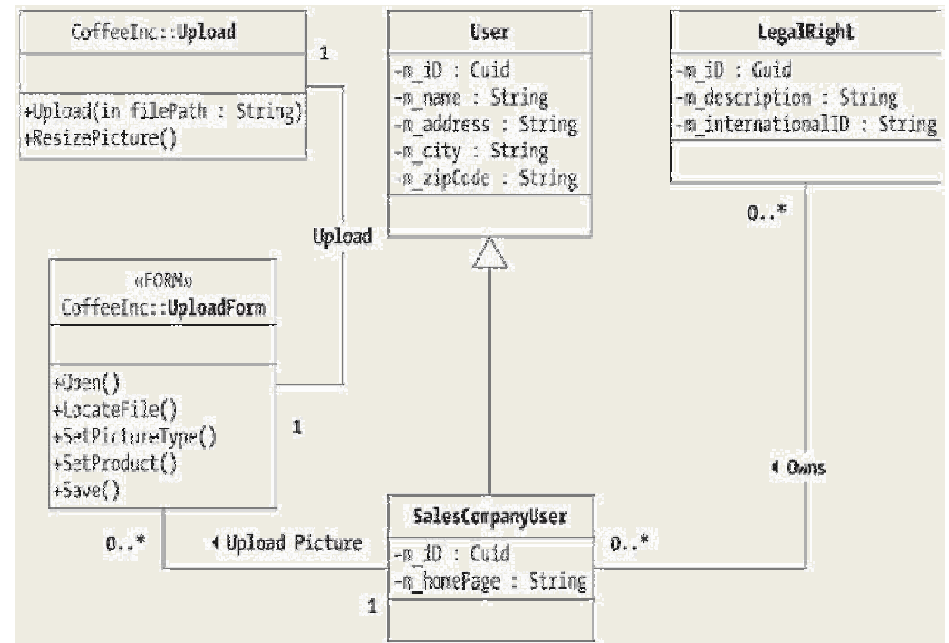 CoffeeInc::Upload
+Upload(in filePath : String)
+ResizePicture()
1
Upload
«FORM»
CoffeeInc::UploadForm
+Open()
+LocateFile()
+SetPictureType()
+SetProduct()
+Save()
1
0..*
User
-m_iD : Guid
-m_name : String
-m_address : String
-m_city : String
-m_zipCode : String
LegalRight
-m_iD : Guid
-m_description : String
-m_internationalID : String
0..*
◀ Owns
◀ Upload Picture
SalesCompanyUser
-m_iD : Guid
-m_homePage : String
0..*
1